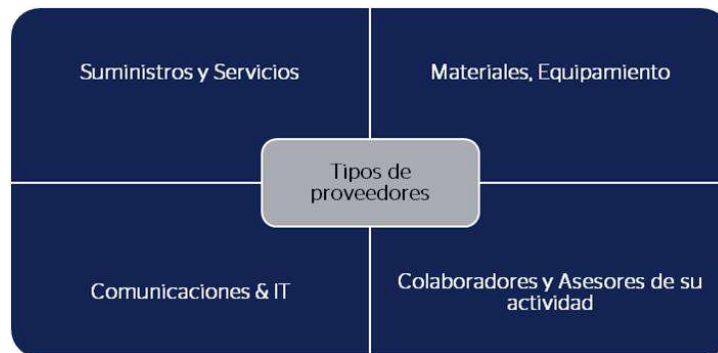 Suministros y Servicios
Materiales, Equipamiento
Tipos de
proveedores
Comunicaciones & IT
Colaboradores y Asesores de su
actividad